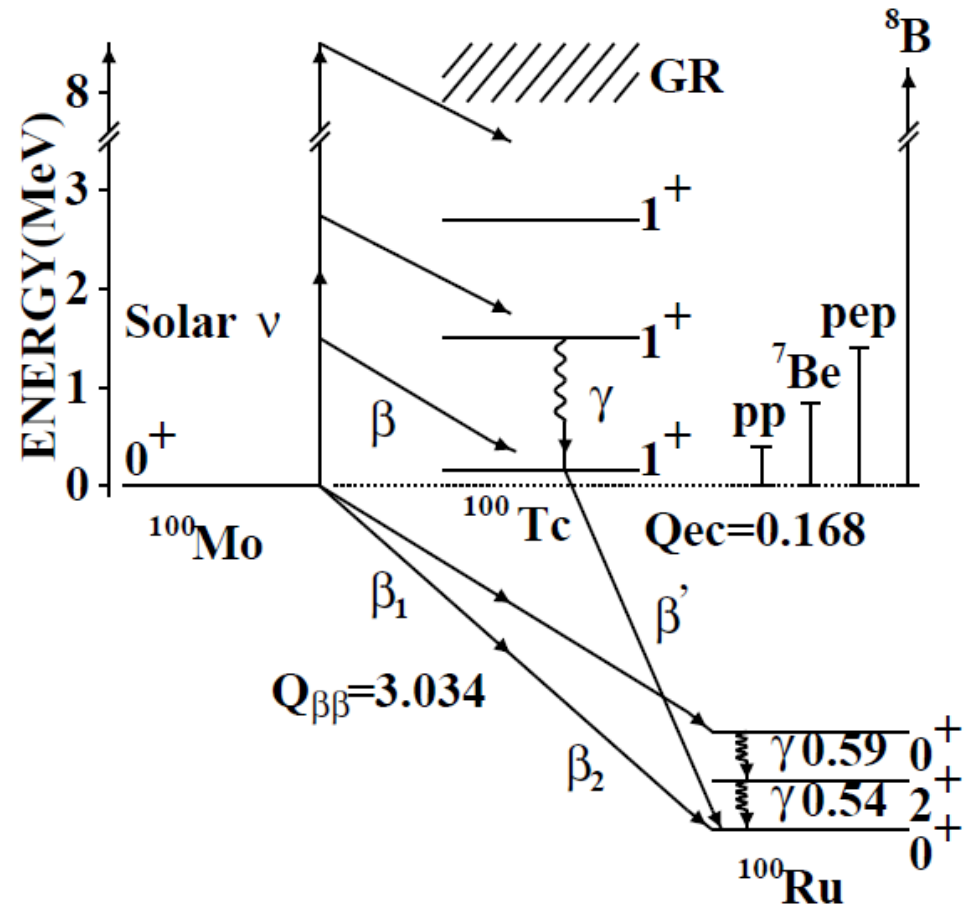 ENERGY(MeV)
8
3
2
1
0
Solar ν
0⁺
¹⁰⁰Mo
β
GR
1⁺
1⁺
γ
1⁺
¹⁰⁰Tc
Qec=0.168
pp
⁷Be
pep
⁸B
β₁
β₂
Qββ=3.034
β’
γ 0.59 0⁺
γ 0.54 2⁺
0⁺
¹⁰⁰Ru